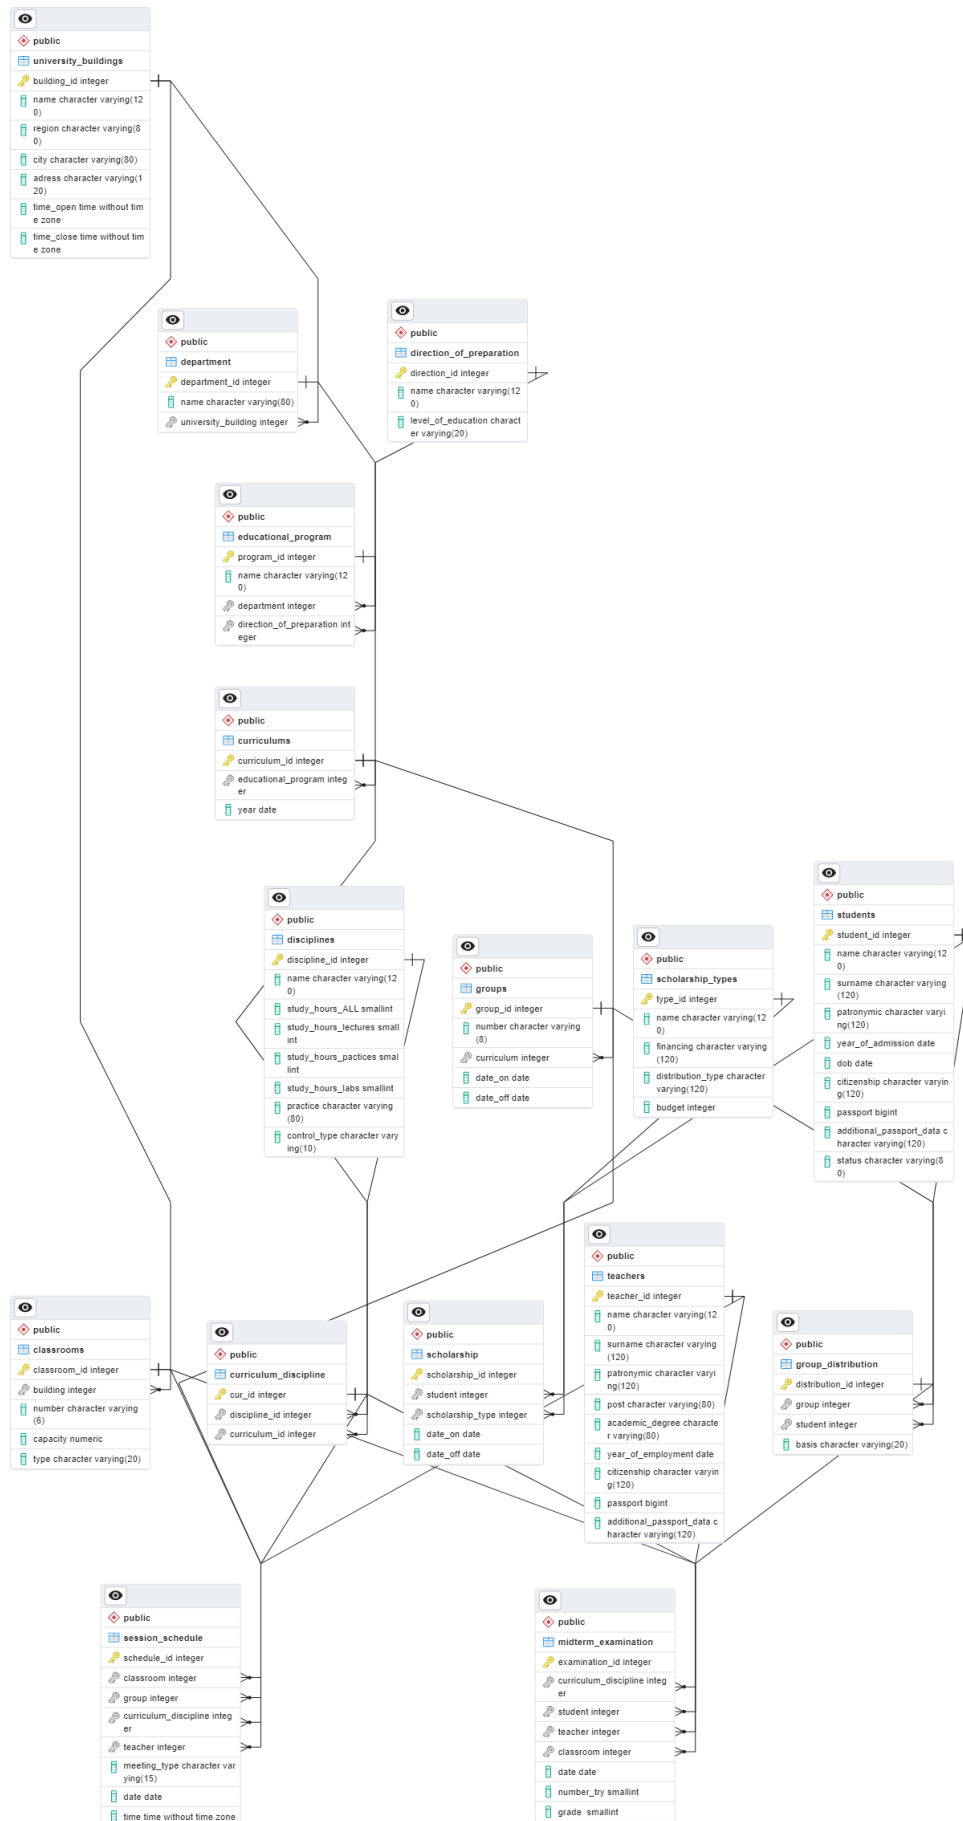 public
university_buildings
building_id integer
name character varying(12
0)
region character varying(8
0)
city character varying(80)
adress character varying(1
20)
time_open time without tim
e zone
time_close time without tim
e zone
public
department
department_id integer
name character varying(80)
university_building integer
public
direction_of_preparation
direction_id integer
name character varying(12
0)
level_of_education charact
er varying(20)
public
educational_program
program_id integer
name character varying(12
0)
department integer
direction_of_preparation int
eger
public
curriculums
curriculum_id integer
educational_program integ
er
year date
public
disciplines
discipline_id integer
name character varying(12
0)
study_hours_ALL smallint
study_hours_lectures small
int
study_hours_pactices smal
lint
study_hours_labs smallint
practice character varying
(80)
control_type character vary
ing(10)
public
groups
group_id integer
number character varying
(8)
curriculum integer
date_on date
date_off date
public
scholarship_types
type_id integer
name character varying(12
0)
financing character varying
(120)
distribution_type character
varying(120)
budget integer
public
students
student_id integer
name character varying(12
0)
surname character varying
(120)
patronymic character varyi
ng(120)
year_of_admission date
dob date
citizenship character varyin
g(120)
passport bigint
additional_passport_data c
haracter varying(120)
status character varying(8
0)
public
classrooms
classroom_id integer
building integer
number character varying
(6)
capacity numeric
type character varying(20)
public
curriculum_discipline
cur_id integer
discipline_id integer
curriculum_id integer
public
scholarship
scholarship_id integer
student integer
scholarship_type integer
date_on date
date_off date
public
teachers
teacher_id integer
name character varying(12
0)
surname character varying
(120)
patronymic character varyi
ng(120)
post character varying(80)
academic_degree characte
r varying(80)
year_of_employment date
citizenship character varyin
g(120)
passport bigint
additional_passport_data c
haracter varying(120)
public
group_distribution
distribution_id integer
group integer
student integer
basis character varying(20)
public
session_schedule
schedule_id integer
classroom integer
group integer
curriculum_discipline integ
er
teacher integer
meeting_type character var
ying(15)
date date
time time without time zone
public
midterm_examination
examination_id integer
curriculum_discipline integ
er
student integer
teacher integer
classroom integer
date date
number_try smallint
grade smallint